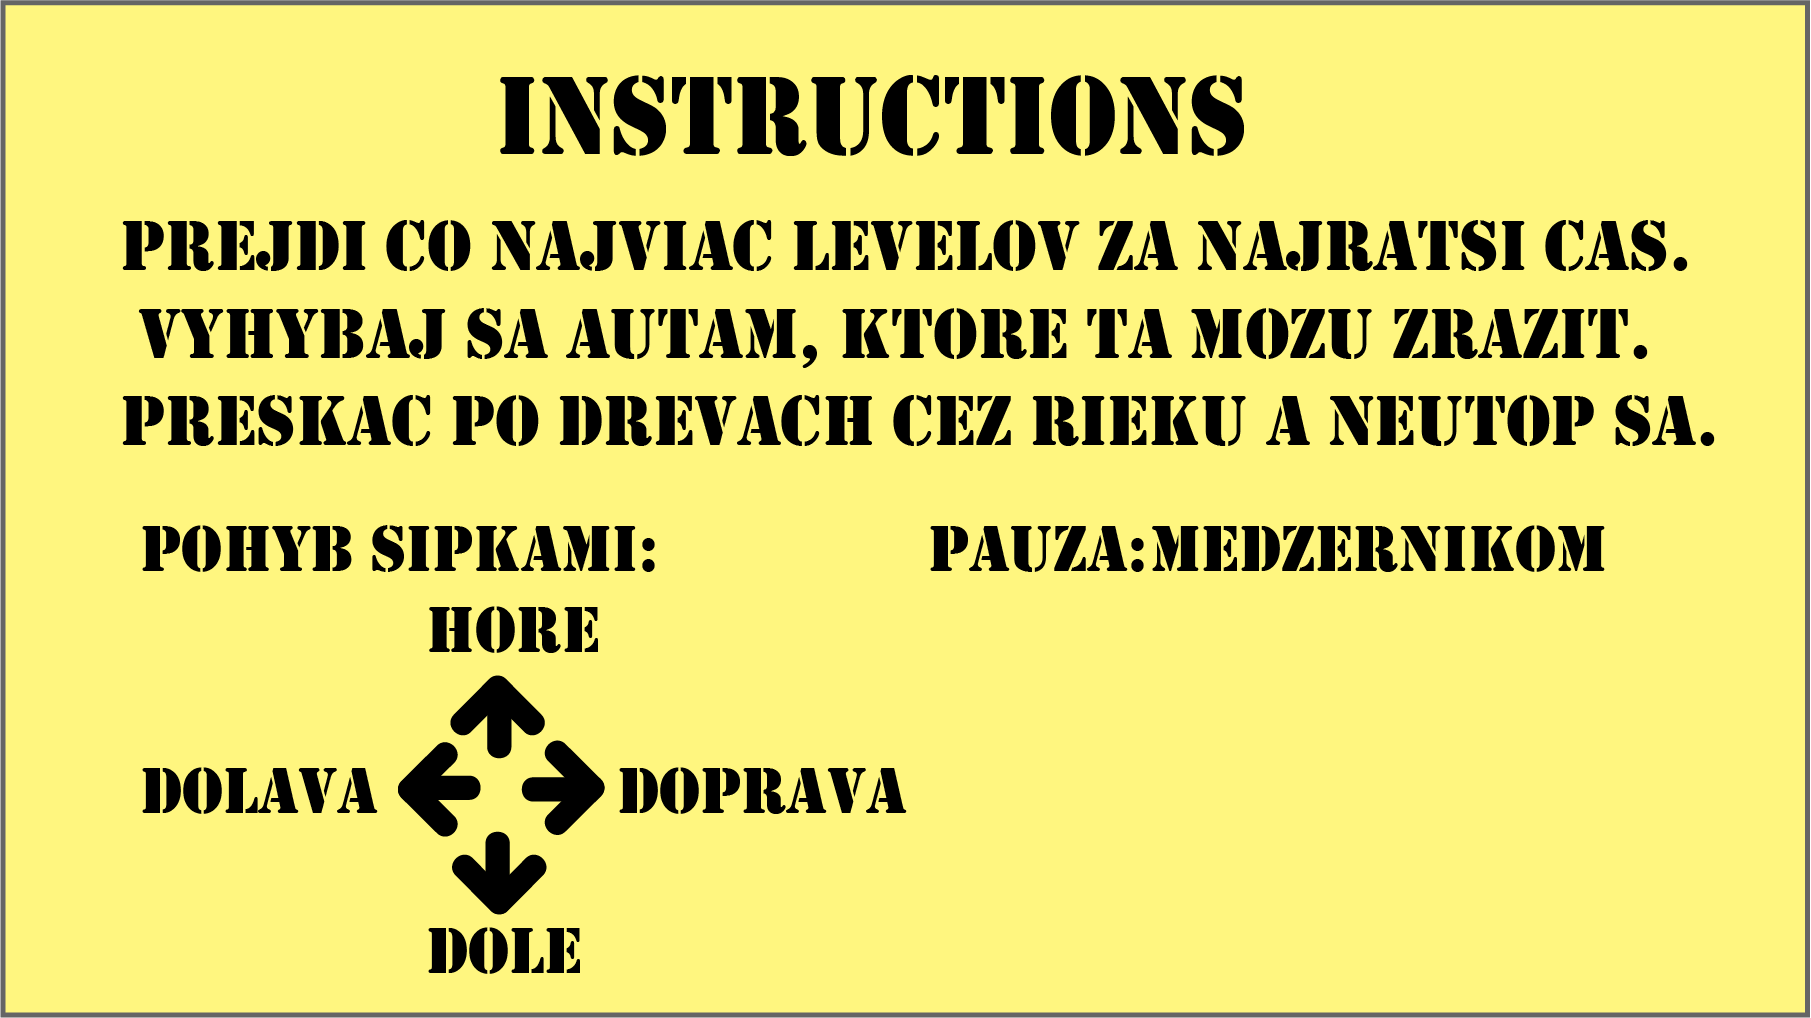 INSTRUCTIONS
PREJDI CO NAJVIAC LEVELOV ZA NAJRATSI CAS.
VYHYBAJ SA AUTAM, KTORE TA MOZU ZRAZIT.
PRESKAC PO DREVACH CEZ RIEKU A NEUTOP SA.
POHYB SIPKAMI:
PAUZA:MEDZERNIKOM
HORE
DOLAVA
DOPRAVA
DOLE